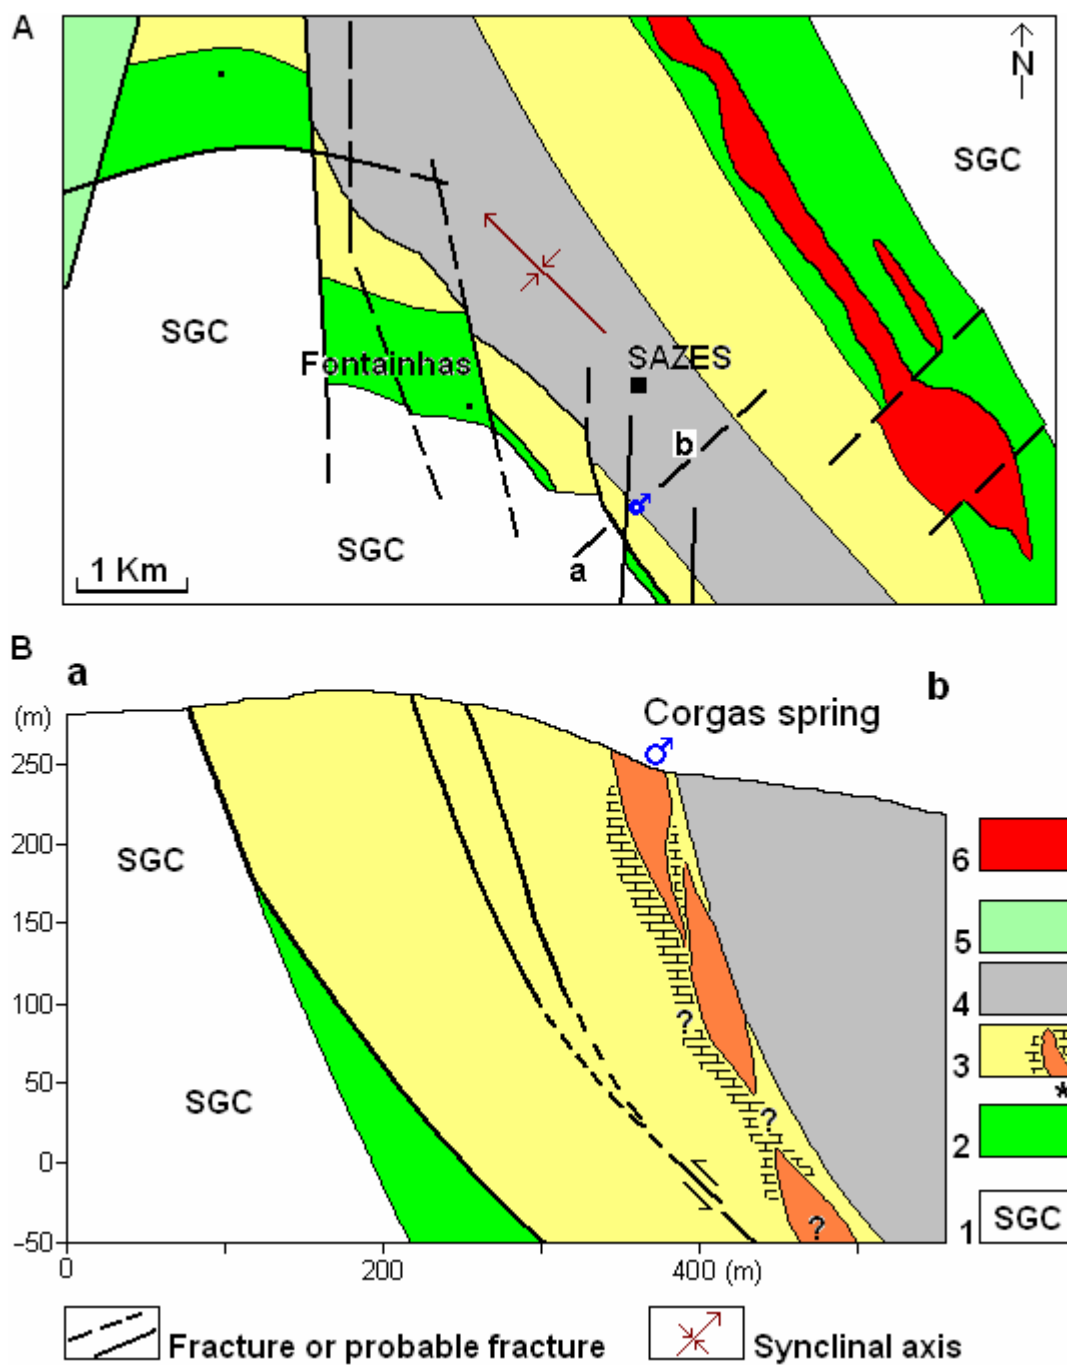 A
N
SGC
SGC
Fontainhas
SAZES
b
SGC
a
1 Km
B
a
b
(m)
Corgas spring
250
200
SGC
6
150
5
100
?
4
50
SGC
3
?
*
0
2
?
-50
1 SGC
0 200 400 (m)
Fracture or probable fracture
Synclinal axis